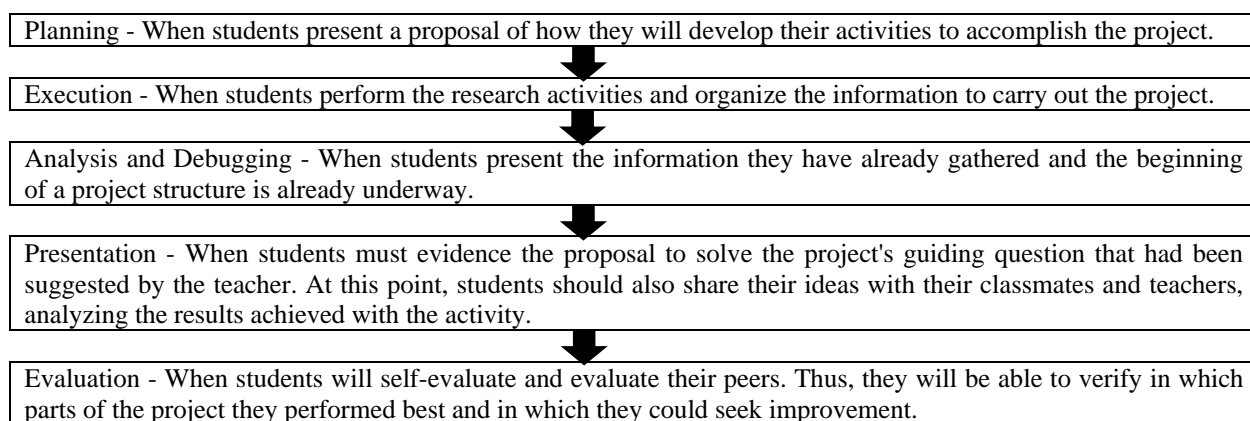 Planning - When students present a proposal of how they will develop their activities to accomplish the project.
Execution - When students perform the research activities and organize the information to carry out the project.
Analysis and Debugging - When students present the information they have already gathered and the beginning
of a project structure is already underway.
Presentation - When students must evidence the proposal to solve the project's guiding question that had been
suggested by the teacher. At this point, students should also share their ideas with their classmates and teachers,
analyzing the results achieved with the activity.
Evaluation - When students will self-evaluate and evaluate their peers. Thus, they will be able to verify in which
parts of the project they performed best and in which they could seek improvement.